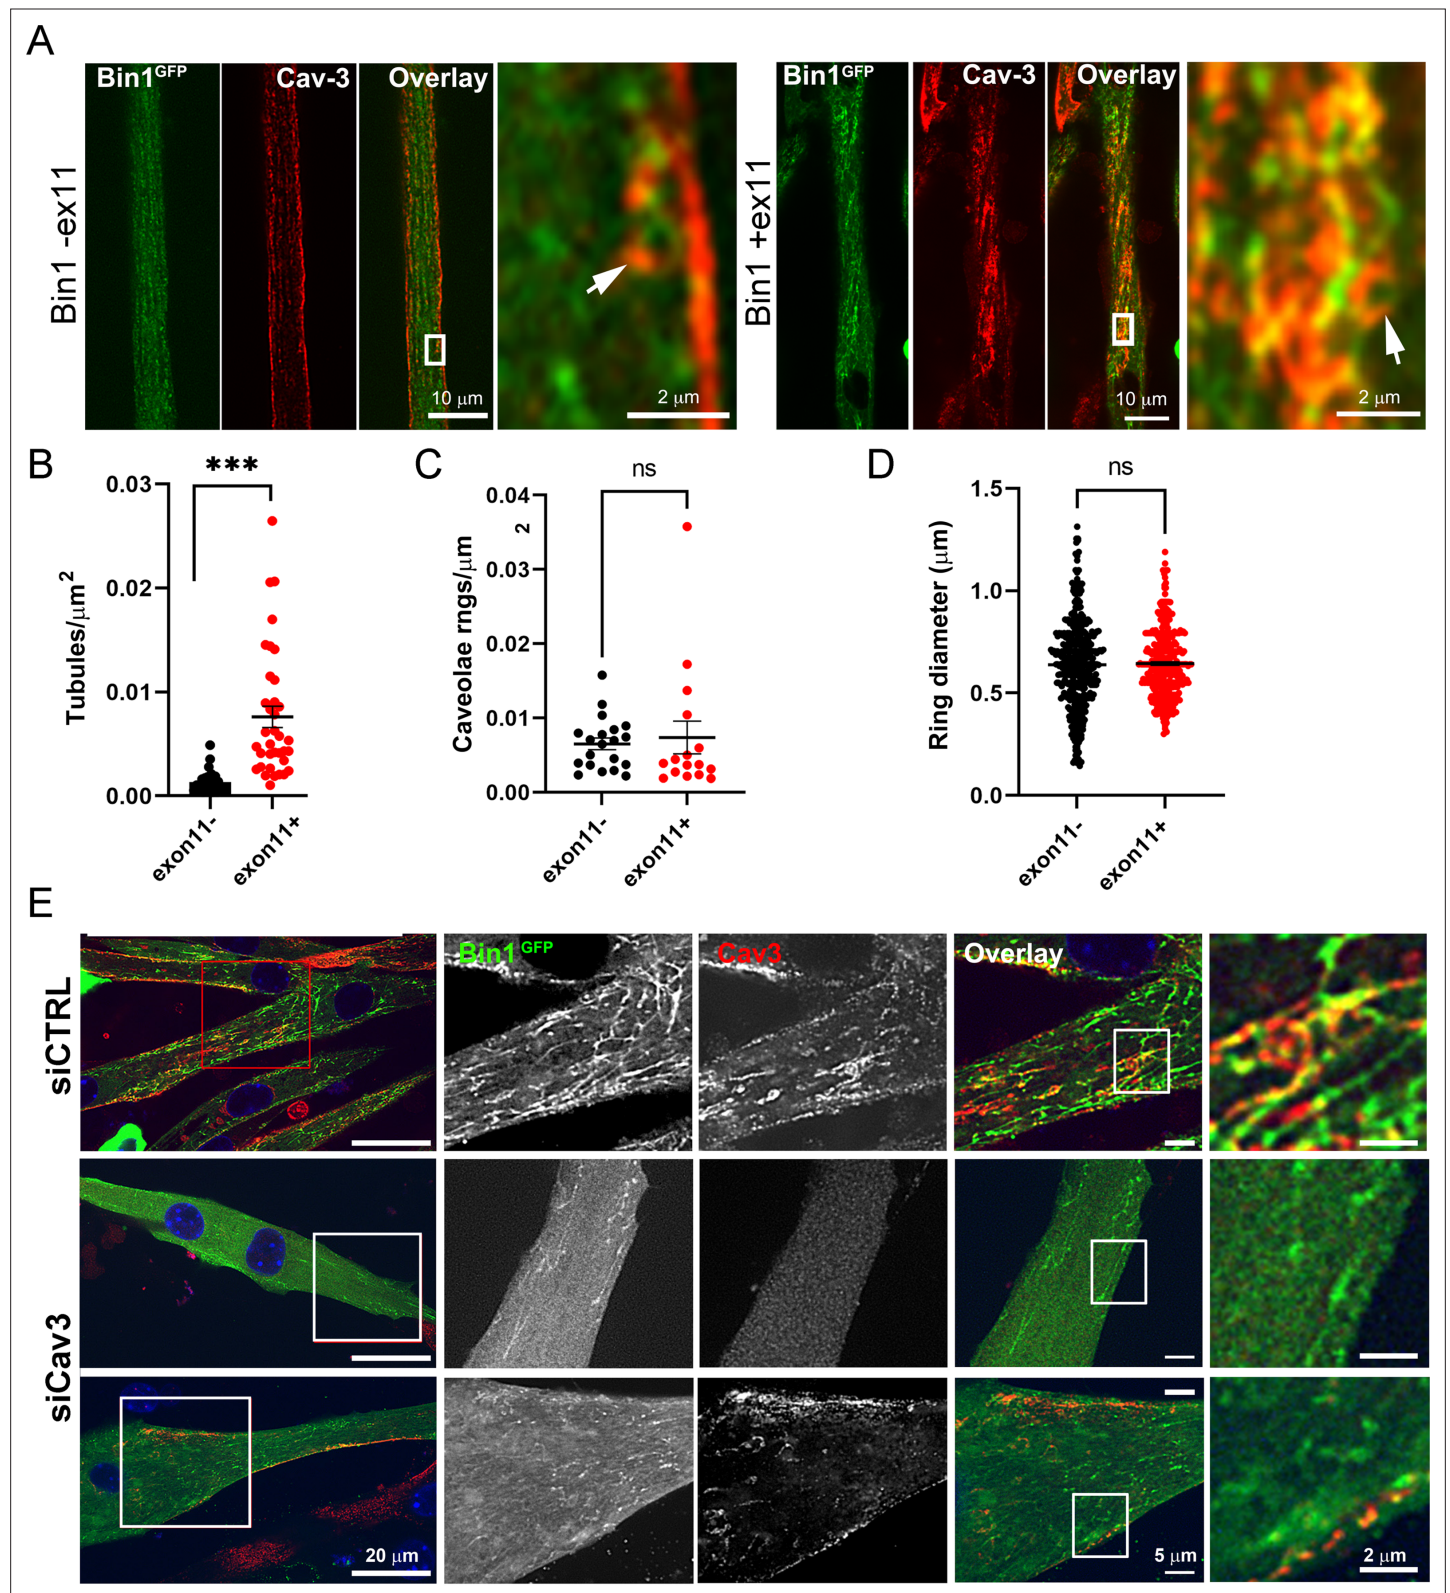 A
Bin1 -ex11
Bin1GFP
Cav-3
Overlay
10 μm
2 μm
Bin1 +ex11
Bin1GFP
Cav-3
Overlay
10 μm
2 μm
B
***
Tubules/μm2
0.03
0.02
0.01
0.00
exon11-
exon11+
C
ns
Caveolae rngs/μm 2
0.04
0.03
0.02
0.01
0.00
exon11-
exon11+
D
ns
Ring diameter (μm)
1.5
1.0
0.5
0.0
exon11-
exon11+
E
siCTRL
Bin1GFP
Cav3
Overlay
siCav3
20 μm
5 μm
2 μm